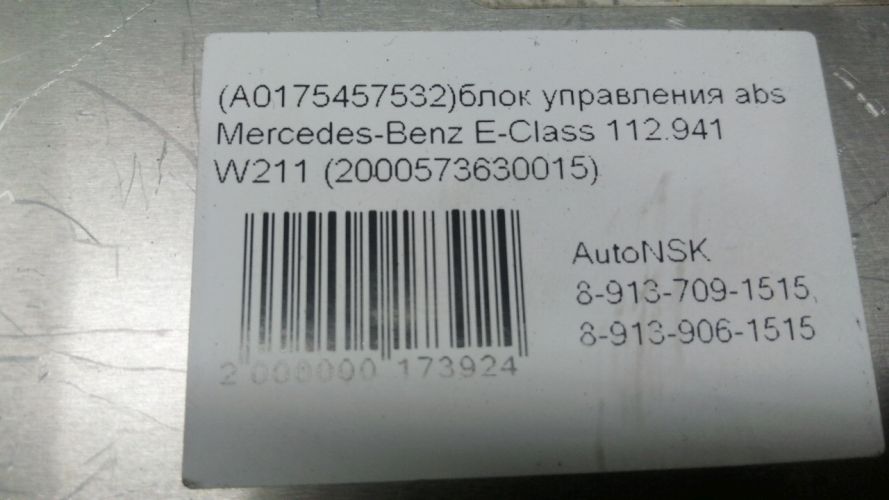 (A0175457532)блок управления abs
Mercedes-Benz E-Class 112.941
W211 (2000573630015)
AutoNSK
8-913-709-1515,
8-913-906-1515
2 000000 173924